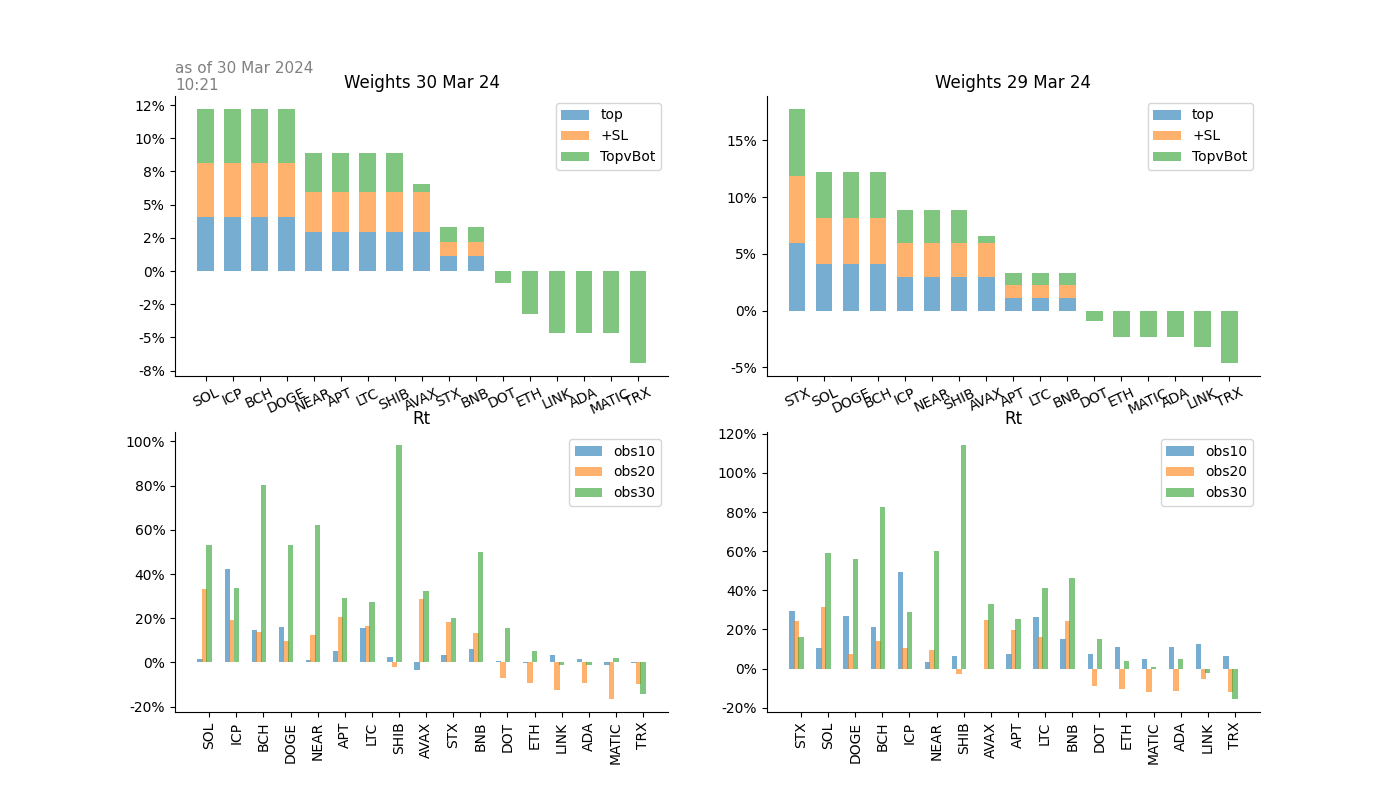 as of 30 Mar 2024
10:21
Weights 30 Mar 24
12%
10%
8%
5%
2%
0%
-2%
-5%
-8%
top
+SL
TopvBot
SOL ICP BCH DOGE NEAR APT LTC SHIB AVAX STX BNB DOT ETH LINK ADA MATIC TRX
Weights 29 Mar 24
15%
10%
5%
0%
-5%
top
+SL
TopvBot
STX SOL DOGE BCH ICP NEAR SHIB AVAX APT LTC BNB DOT ETH MATIC ADA LINK TRX
Rt
100%
80%
60%
40%
20%
0%
-20%
obs10
obs20
obs30
SOL ICP BCH DOGE NEAR APT LTC SHIB AVAX STX BNB DOT ETH LINK ADA MATIC TRX
Rt
120%
100%
80%
60%
40%
20%
0%
-20%
obs10
obs20
obs30
STX SOL DOGE BCH ICP NEAR SHIB AVAX APT LTC BNB DOT ETH MATIC ADA LINK TRX